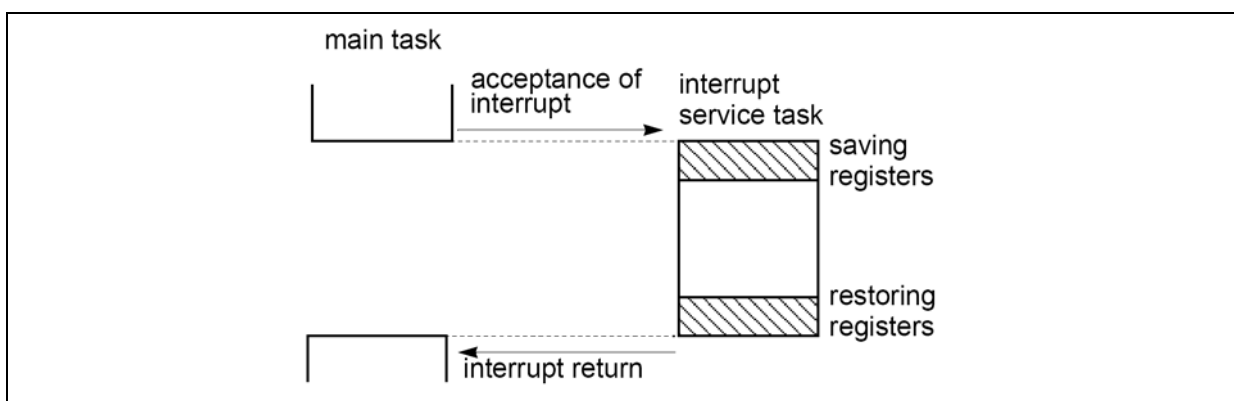 main task
acceptance of
interrupt
interrupt
service task
saving
registers
restoring
registers
interrupt return